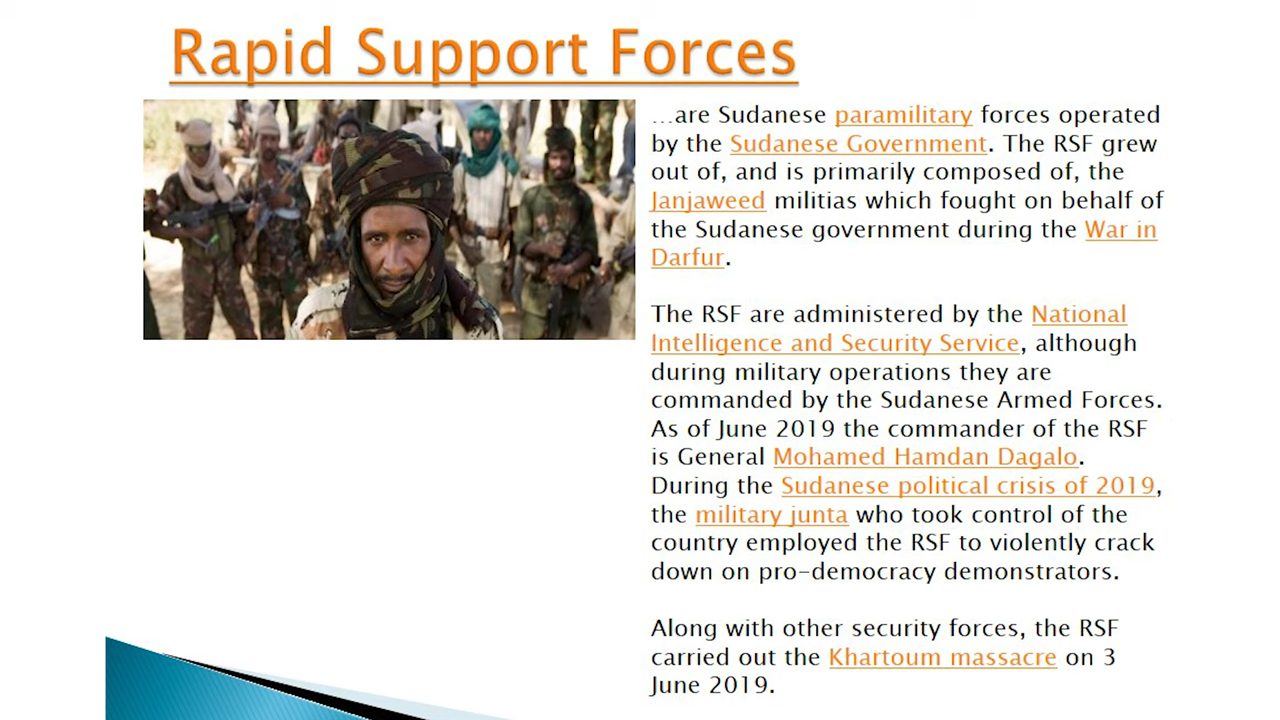 Rapid Support Forces
…are Sudanese paramilitary forces operated
by the Sudanese Government. The RSF grew
out of, and is primarily composed of, the
Janjaweed militias which fought on behalf of
the Sudanese government during the War in
Darfur.
The RSF are administered by the National
Intelligence and Security Service, although
during military operations they are
commanded by the Sudanese Armed Forces.
As of June 2019 the commander of the RSF
is General Mohamed Hamdan Dagalo.
During the Sudanese political crisis of 2019,
the military junta who took control of the
country employed the RSF to violently crack
down on pro-democracy demonstrators.
Along with other security forces, the RSF
carried out the Khartoum massacre on 3
June 2019.